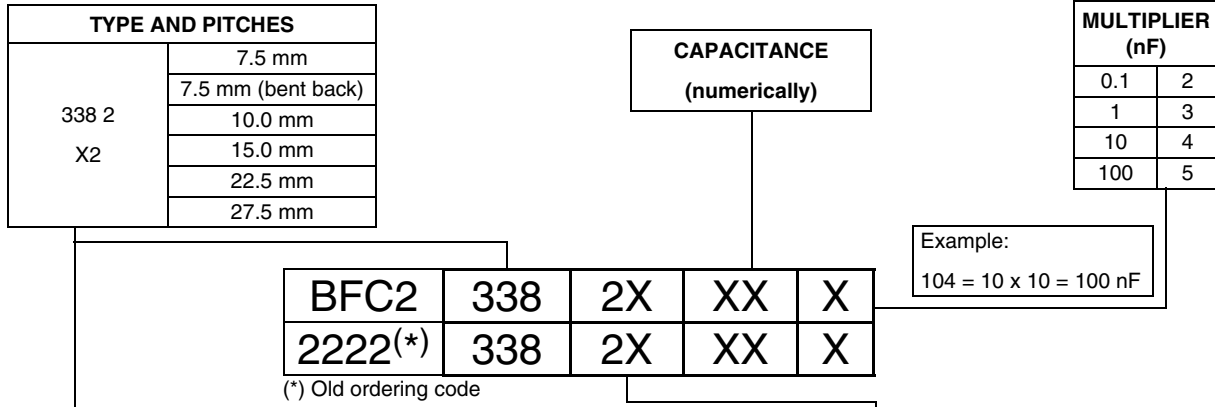 TYPE AND PITCHES
338 2
X2
7.5 mm
7.5 mm (bent back)
10.0 mm
15.0 mm
22.5 mm
27.5 mm
CAPACITANCE
(numerically)
MULTIPLIER
(nF)
0.1 2
1 3
10 4
100 5
Example:
104 = 10 x 10 = 100 nF
BFC2 338 2X XX X
2222(*) 338 2X XX X
(*) Old ordering code